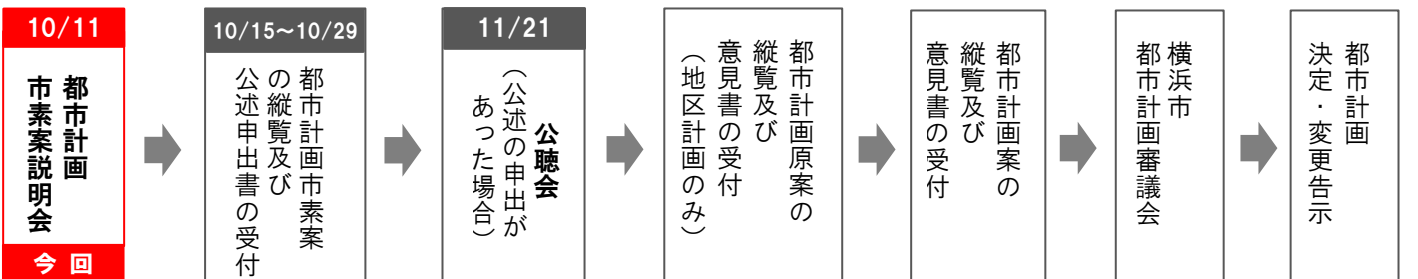 10/11
都市計画
市素案説明会
今 回
10/15~10/29
都市計画市素案
の縦覧及び
公述申出書の受付
11/21
公聴会
（公述の申出が
あった場合）
都市計画原案の
縦覧及び
意見書の受付
（地区計画のみ）
都市計画案の
縦覧及び
意見書の受付
横浜市
都市計画審議会
都市計画
決定・変更告示